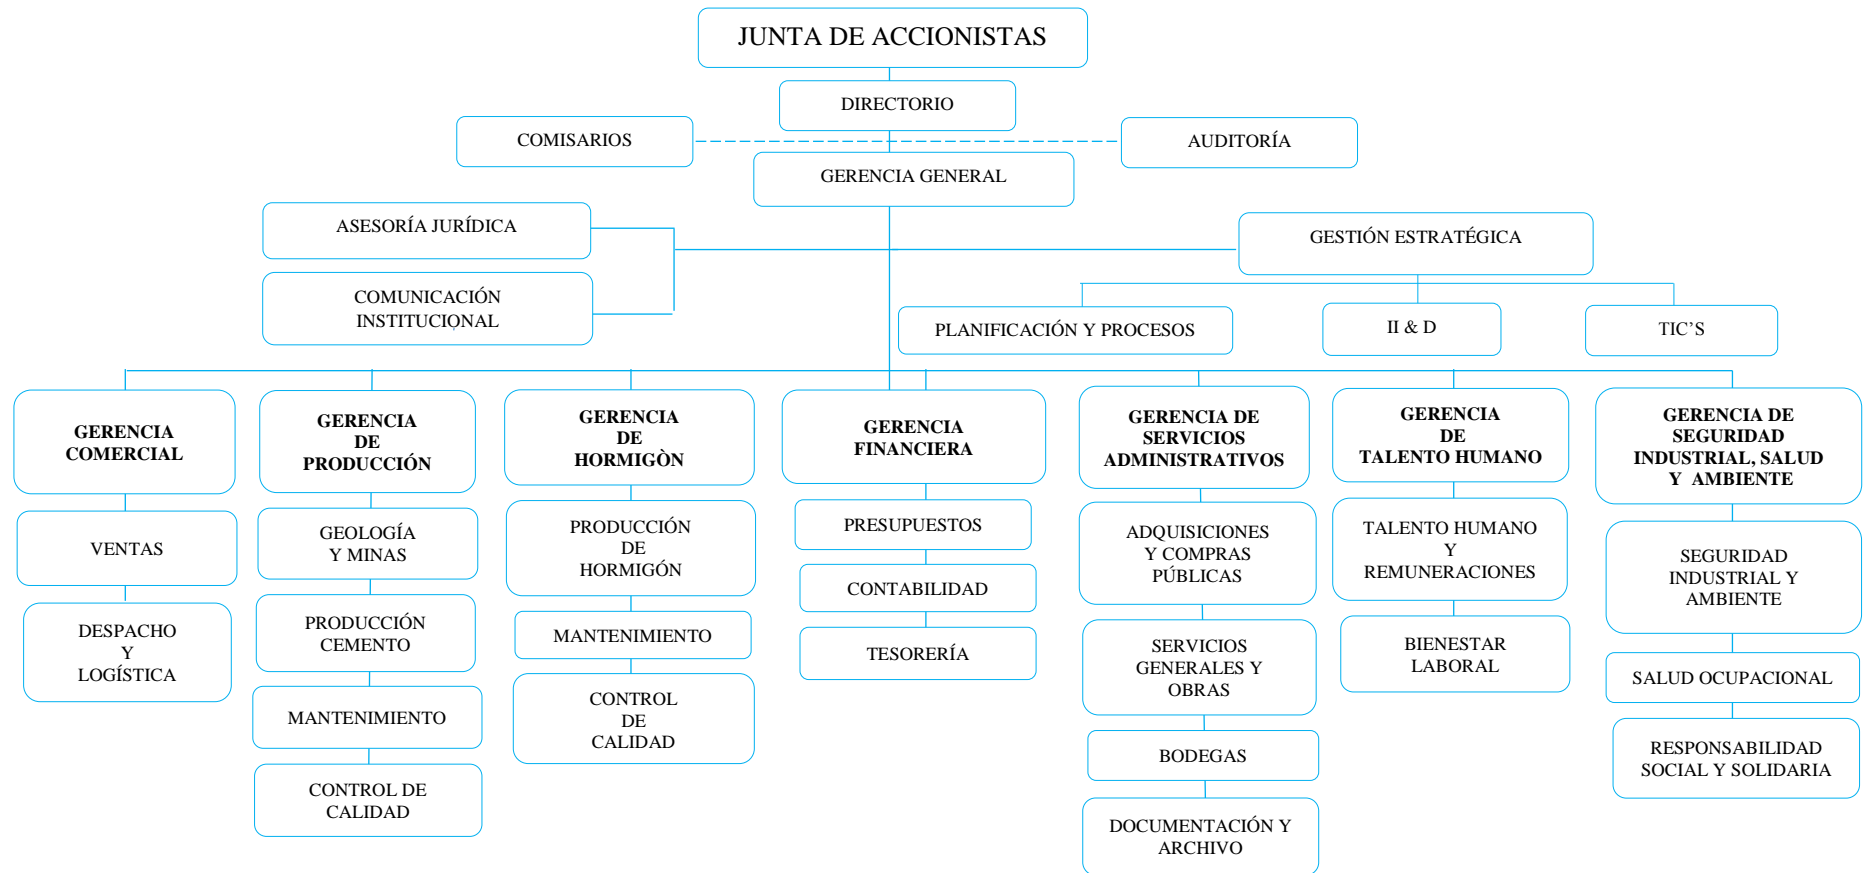 JUNTA DE ACCIONISTAS
DIRECTORIO
COMISARIOS
AUDITORÍA
GERENCIA GENERAL
ASESORÍA JURÍDICA
GESTIÓN ESTRATÉGICA
COMUNICACIÓN
INSTITUCIONAL
PLANIFICACIÓN Y PROCESOS
II & D
TIC’S
GERENCIA
COMERCIAL
VENTAS
DESPACHO
Y
LOGÍSTICA
GERENCIA
DE
PRODUCCIÓN
GEOLOGÍA
Y MINAS
PRODUCCIÓN
CEMENTO
MANTENIMIENTO
CONTROL DE
CALIDAD
GERENCIA
DE
HORMIGÒN
PRODUCCIÓN
DE
HORMIGÓN
MANTENIMIENTO
CONTROL
DE
CALIDAD
GERENCIA
FINANCIERA
PRESUPUESTOS
CONTABILIDAD
TESORERÍA
GERENCIA DE
SERVICIOS
ADMINISTRATIVOS
ADQUISICIONES
Y COMPRAS
PÚBLICAS
SERVICIOS
GENERALES Y
OBRAS
BODEGAS
DOCUMENTACIÓN Y
ARCHIVO
GERENCIA
DE
TALENTO HUMANO
TALENTO HUMANO
Y
REMUNERACIONES
BIENESTAR
LABORAL
GERENCIA DE
SEGURIDAD
INDUSTRIAL, SALUD
Y AMBIENTE
SEGURIDAD
INDUSTRIAL Y
AMBIENTE
SALUD OCUPACIONAL
RESPONSABILIDAD
SOCIAL Y SOLIDARIA